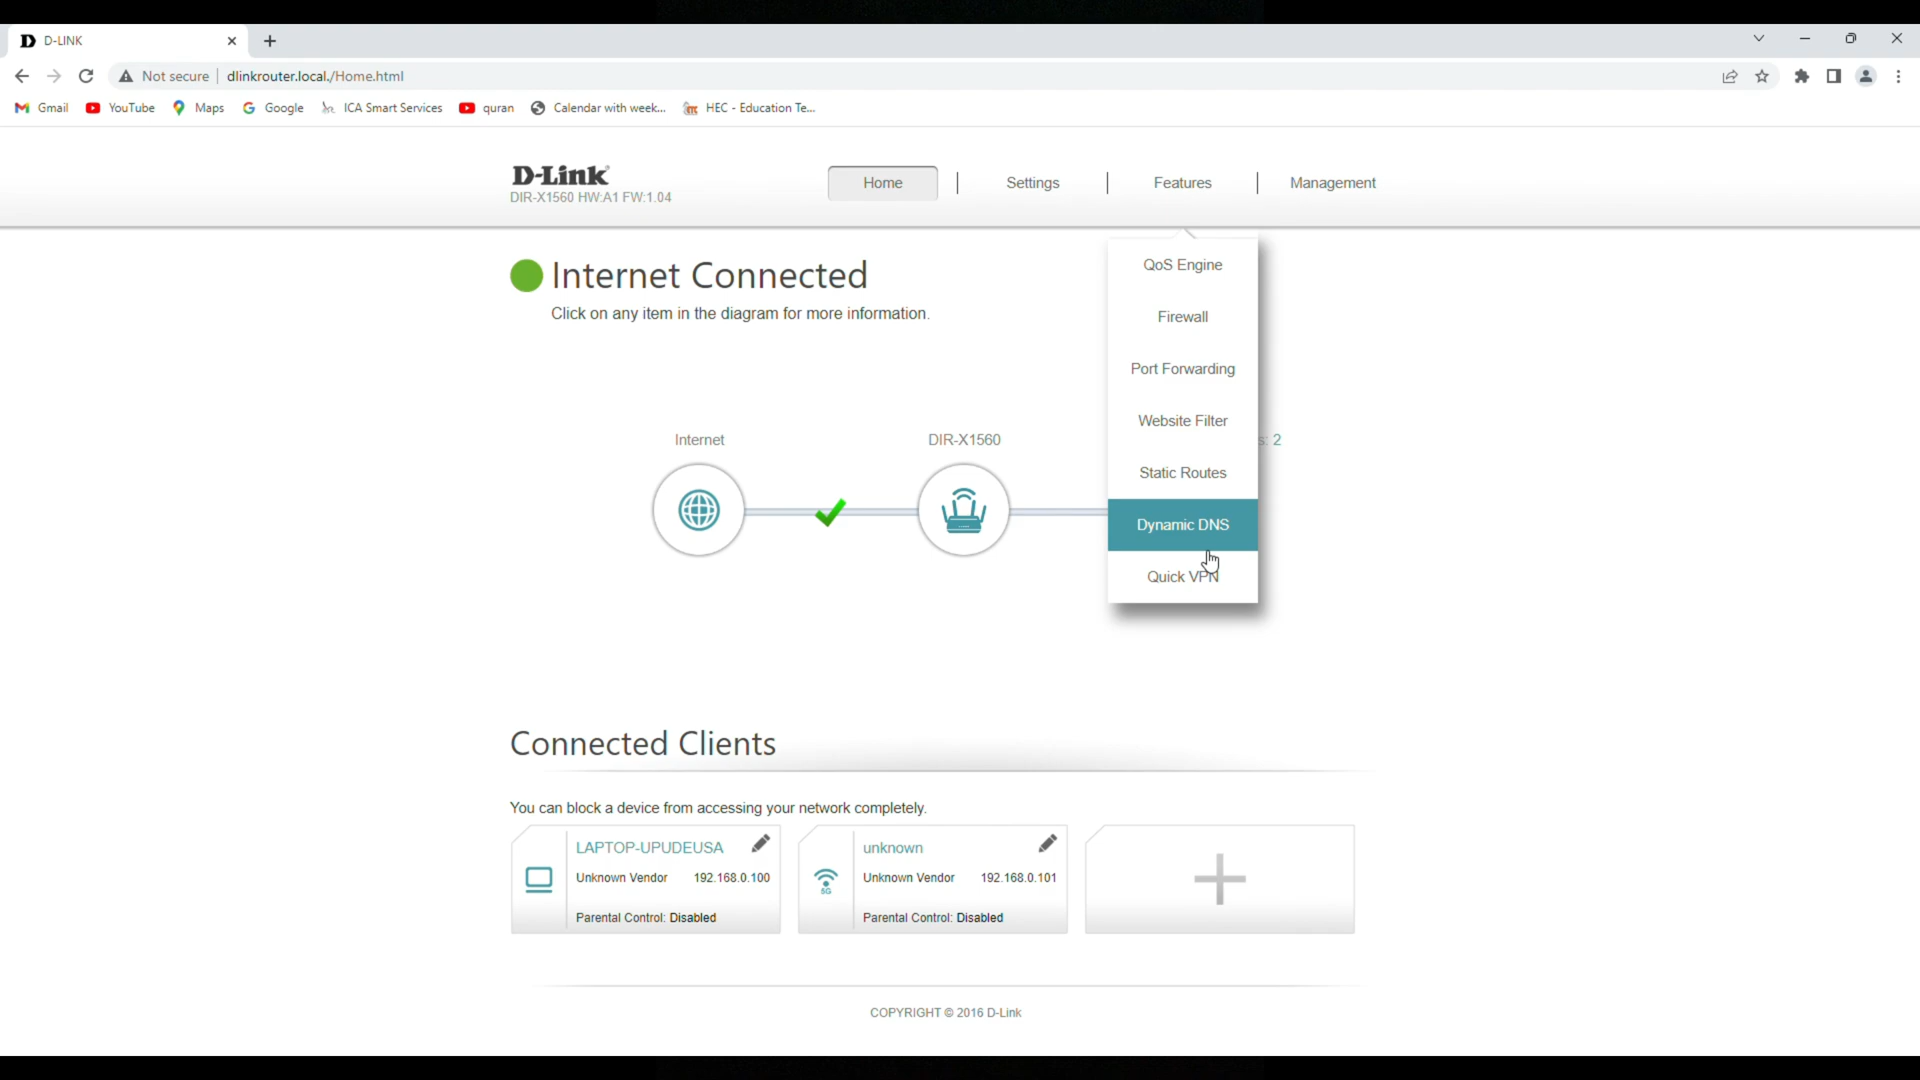 D-LINK
Not secure dlinkrouter.local./Home.html
Gmail YouTube Maps Google ICA Smart Services quran Calendar with week... HEC - Education Te...
D-Link
DIR-X1560 HW:A1 FW:1.04
Home Settings Features Management
QoS Engine
Firewall
Port Forwarding
Website Filter
Static Routes
Dynamic DNS
Quick VPN
Internet Connected
Click on any item in the diagram for more information.
Internet DIR-X1560 s: 2
Connected Clients
You can block a device from accessing your network completely.
LAPTOP-UPUDEUSA
Unknown Vendor 192.168.0.100
Parental Control: Disabled
5G
unknown
Unknown Vendor 192.168.0.101
Parental Control: Disabled
COPYRIGHT © 2016 D-Link